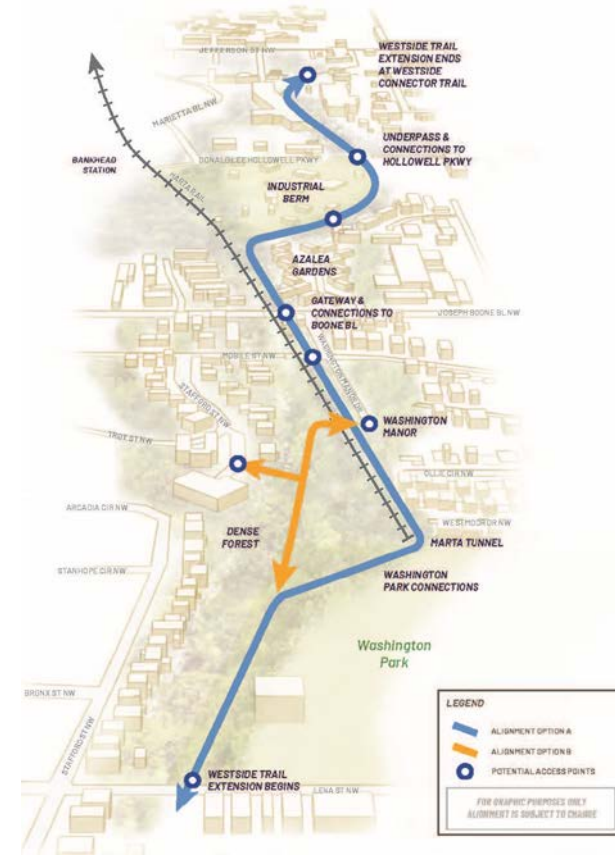 JEFFERSON ST NW
WESTSIDE TRAIL
EXTENSION ENDS
AT WESTSIDE
CONNECTOR TRAIL
MARIETTA BL NW
UNDERPASS &
CONNECTIONS TO
HOLLOWELL PKWY
BANKHEAD
STATION
DONALD LEE HOLLOWELL PKWY
MARTA RAIL
INDUSTRIAL
BERM
AZALEA
GARDENS
GATEWAY &
CONNECTIONS TO
BOONE BL
JOSEPH BOONE BL NW
WASHINGTON MANOR DR
MOBILE ST NW
STAFFORD ST NW
WASHINGTON
MANOR
TROT ST NW
OLLIE CIR NW
ARCADIA CIR NW
WESTMOOR DR NW
DENSE
FOREST
MARTA TUNNEL
STANHOPE CIR NW
WASHINGTON
PARK CONNECTIONS
Washington
Park
BRONX ST NW
STAFFORD ST NW
LEGEND
ALIGNMENT OPTION A
ALIGNMENT OPTION B
POTENTIAL ACCESS POINTS
FOR GRAPHIC PURPOSES ONLY
ALIGNMENT IS SUBJECT TO CHANGE
WESTSIDE TRAIL
EXTENSION BEGINS
LENA ST NW